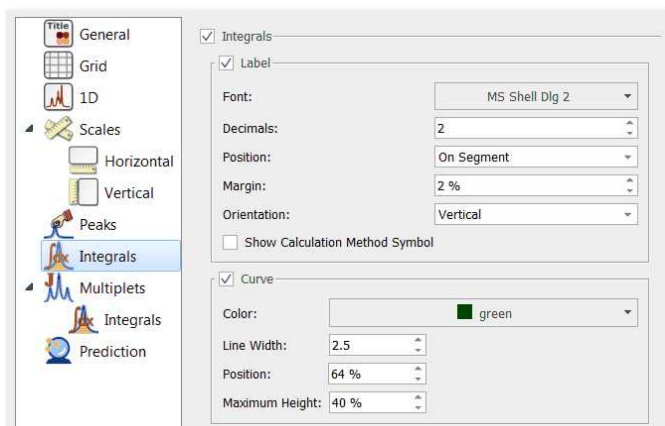 Title
General
Grid
1D
Scales
Horizontal
Vertical
Peaks
∫dx Integrals
J Multiplets
∫dx Integrals
Prediction
Integrals
Label
Font: MS Shell Dlg 2
Decimals: 2
Position: On Segment
Margin: 2 %
Orientation: Vertical
Show Calculation Method Symbol
Curve
Color: green
Line Width: 2.5
Position: 64 %
Maximum Height: 40 %